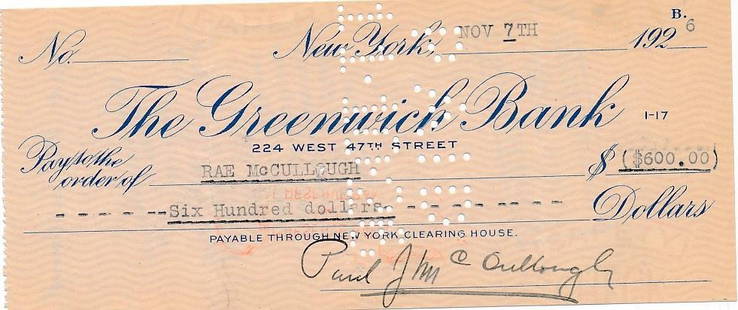 B.
No. New York, NOV 7TH 1926
The Greenwich Bank 1-17
224 WEST 47TH STREET
Pay to the order of RAE McCULLOUGH $ ($600.00)
- - - - - --Six Hundred dollars- - - - - - - - Dollars
PAYABLE THROUGH NEW YORK CLEARING HOUSE.
Paul J McCullough